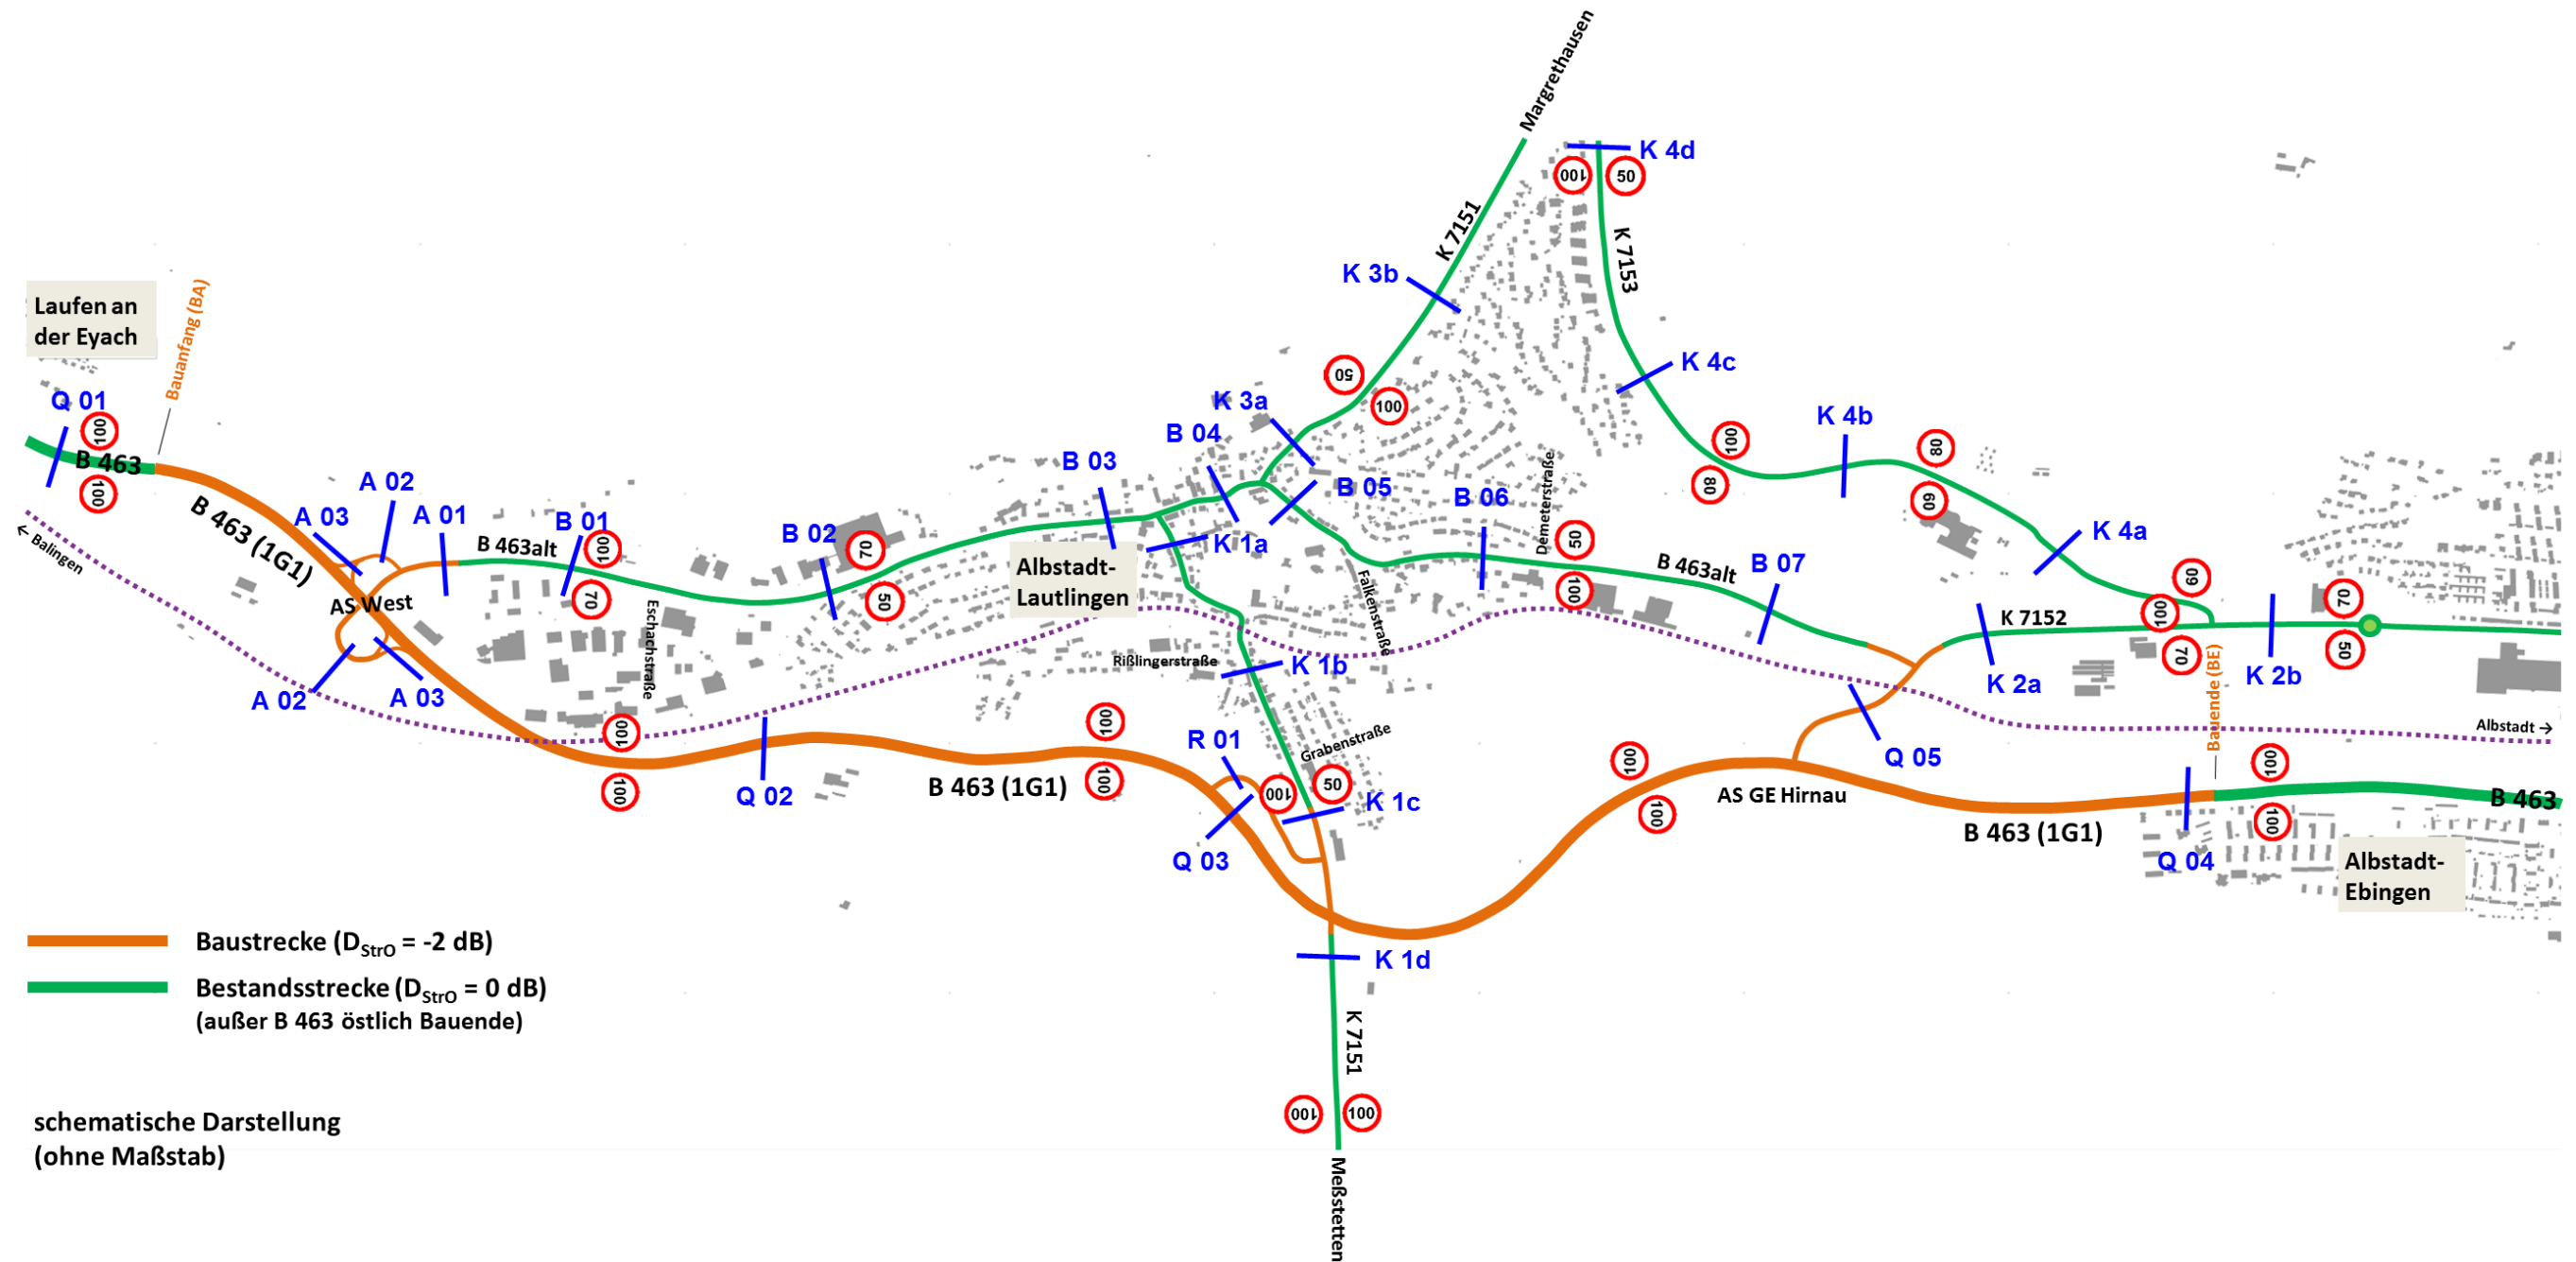 Margrethausen
K 4d
100
50
K 7151
K 7153
K 3b
Laufen an
der Eyach
Bauanfang (BA)
K 4c
50
100
Q 01
100
B 463
100
K 3a
B 04
K 4b
100
80
80
60
B 03
A 02
A 03
A 01
B 01
100
70
B 463alt
B 02
70
50
B 05
B 06
Demeterstraße
50
100
K 1a
K 4a
← Balingen
B 463 (1G1)
AS West
Albstadt-
Lautlingen
Falkenstraße
B 463alt
B 07
60
100
70
K 7152
70
50
Eschachstraße
Rißlingerstraße
K 1b
A 02
A 03
K 2a
K 2b
Bauende (BE)
Albstadt →
100
100
Q 02
100
100
B 463 (1G1)
R 01
Grabenstraße
100
50
K 1c
Q 03
100
100
Q 05
AS GE Hirnau
B 463 (1G1)
Q 04
100
100
B 463
Albstadt-
Ebingen
K 1d
Baustrecke (DStrO = -2 dB)
Bestandsstrecke (DStrO = 0 dB)
(außer B 463 östlich Bauende)
K 7151
100
100
schematische Darstellung
(ohne Maßstab)
Meßstetten